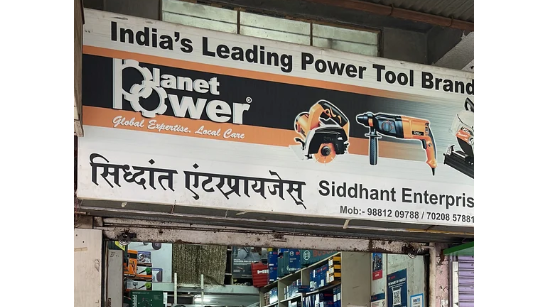 India's Leading Power Tool Brand
Planet
Power®
Global Expertise. Local Care
सिध्दांत एंटरप्रायजेस्
Siddhant Enterpris
Mob:- 98812 09788 / 70208 57881